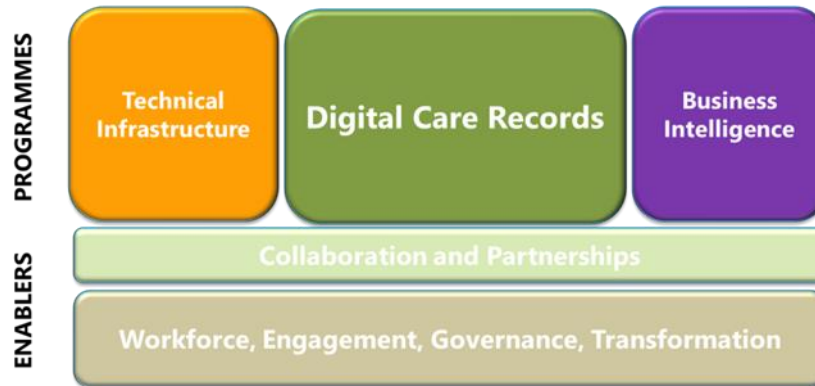 PROGRAMMES
Technical
Infrastructure
Digital Care Records
Business
Intelligence
ENABLERS
Collaboration and Partnerships
Workforce, Engagement, Governance, Transformation